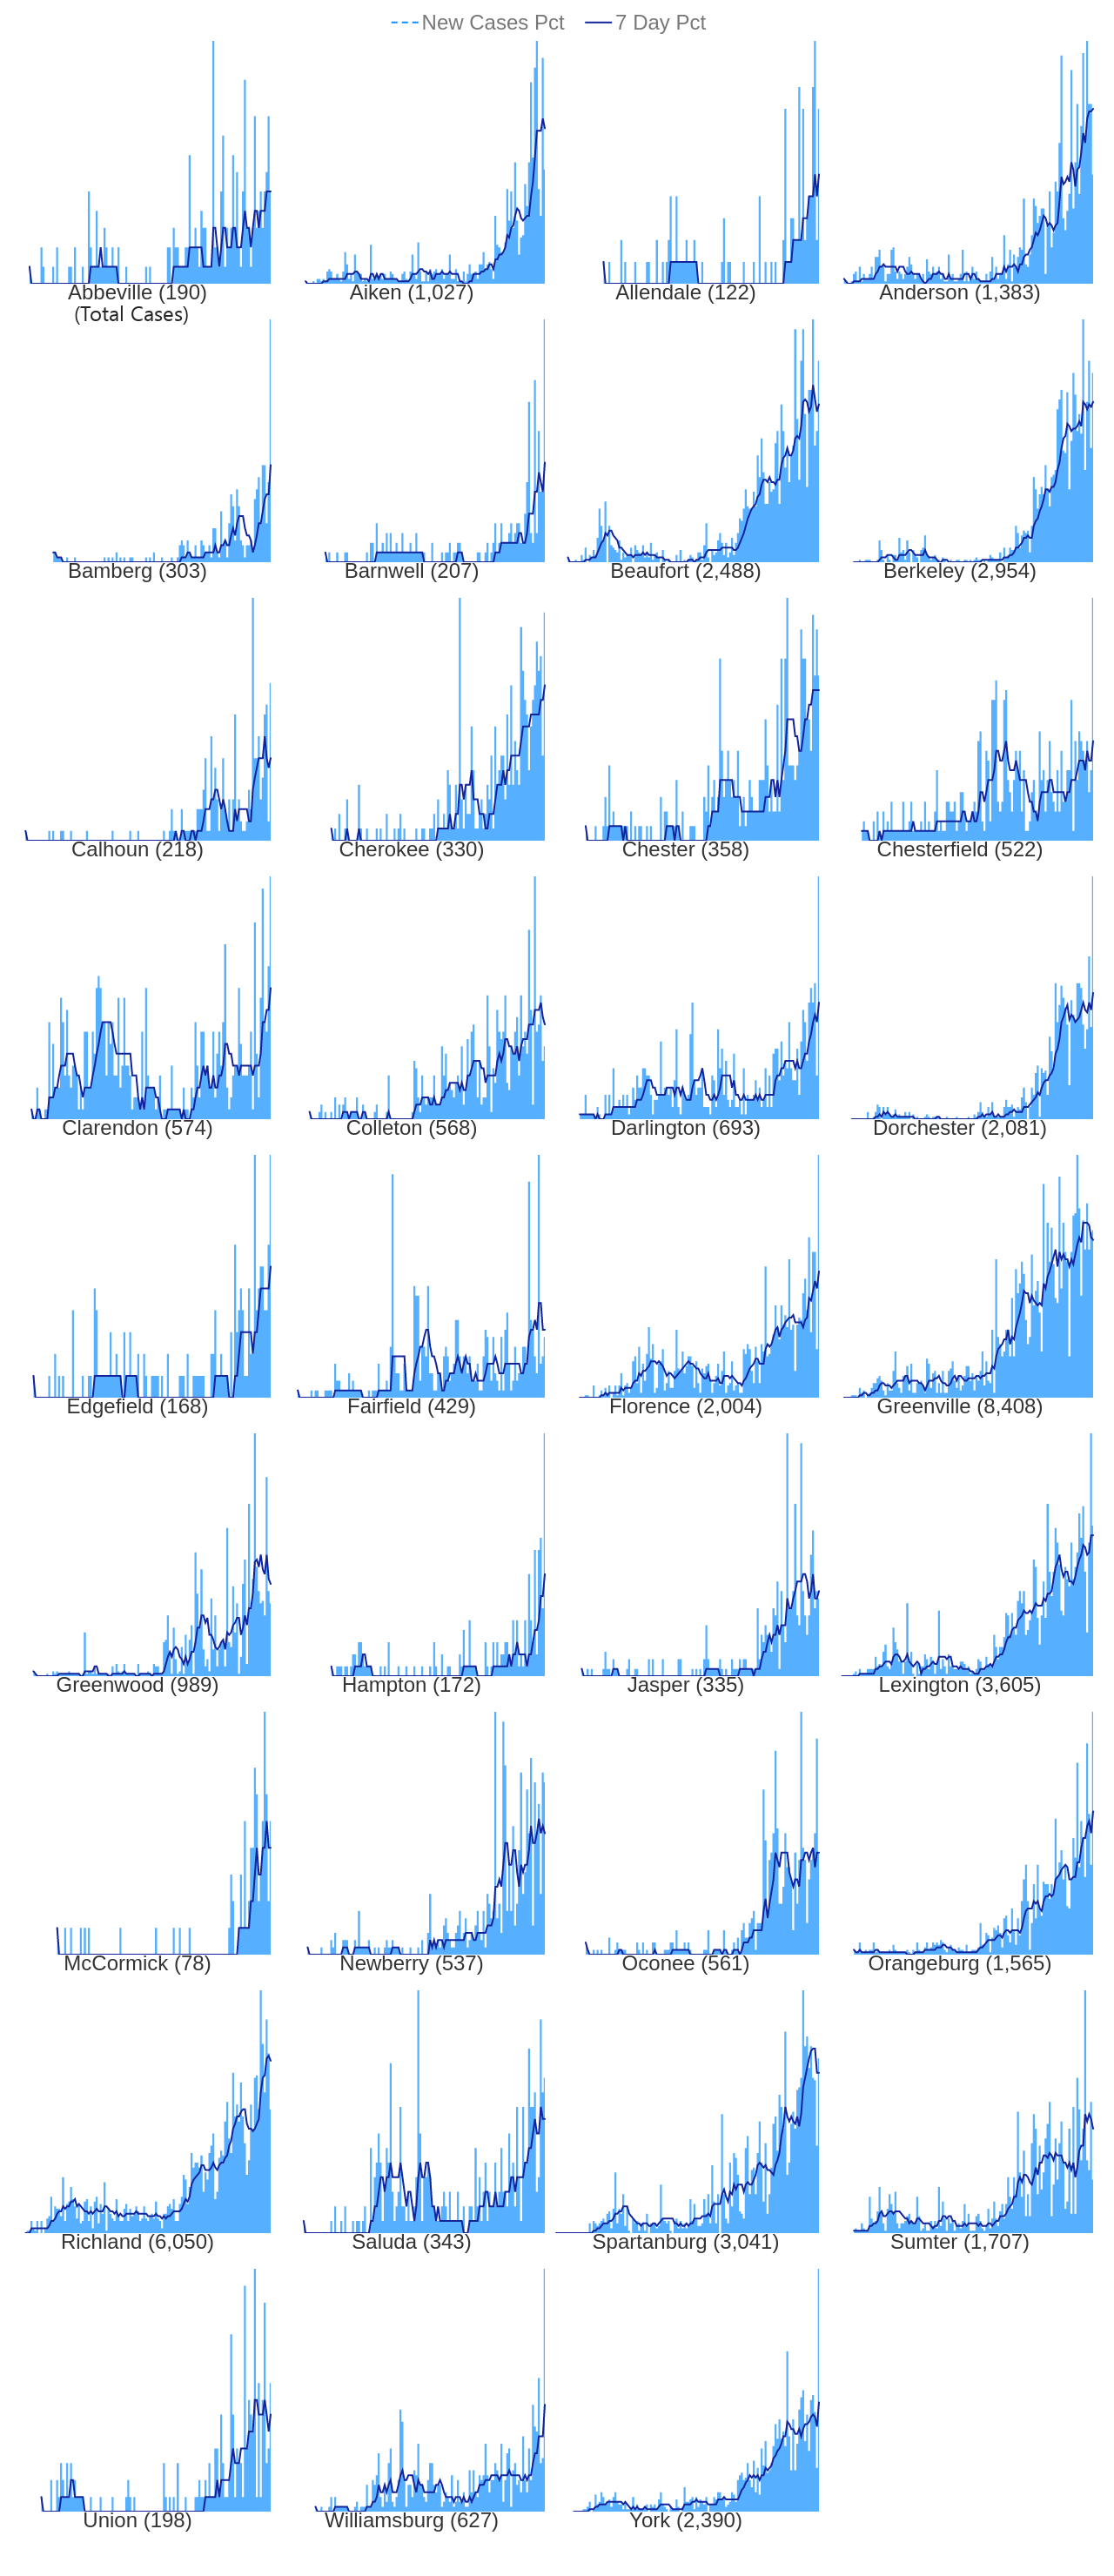 New Cases Pct 7 Day Pct
Abbeville (190) Aiken (1,027) Allendale (122) Anderson (1,383)
(Total Cases)
Bamberg (303) Barnwell (207) Beaufort (2,488) Berkeley (2,954)
Calhoun (218) Cherokee (330) Chester (358) Chesterfield (522)
Clarendon (574) Colleton (568) Darlington (693) Dorchester (2,081)
Edgefield (168) Fairfield (429) Florence (2,004) Greenville (8,408)
Greenwood (989) Hampton (172) Jasper (335) Lexington (3,605)
McCormick (78) Newberry (537) Oconee (561) Orangeburg (1,565)
Richland (6,050) Saluda (343) Spartanburg (3,041) Sumter (1,707)
Union (198) Williamsburg (627) York (2,390)